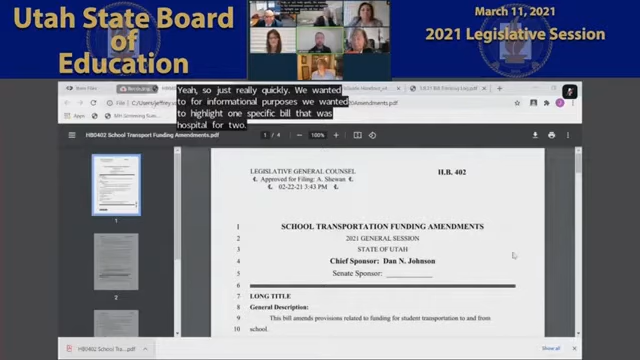 Utah State Board
of
Education
March 11, 2021
2021 Legislative Session
Yeah, so just really quickly. We wanted
to for informational purposes we wanted
to highlight one specific bill that was
hospital for two.
Apps
HB0402 School Transport Funding Amendments.pdf
1 / 4
100%
1
2
LEGISLATIVE GENERAL COUNSEL
Approved for Filing: A. Shewan
02-22-21 3:43 PM
H.B. 402
1 SCHOOL TRANSPORTATION FUNDING AMENDMENTS
2 2021 GENERAL SESSION
3 STATE OF UTAH
4 Chief Sponsor: Dan N. Johnson
5 Senate Sponsor:
6
7 LONG TITLE
8 General Description:
9 This bill amends provisions related to funding for student transportation to and from
10 school.
HB0402 School Tra....pdf
Show all